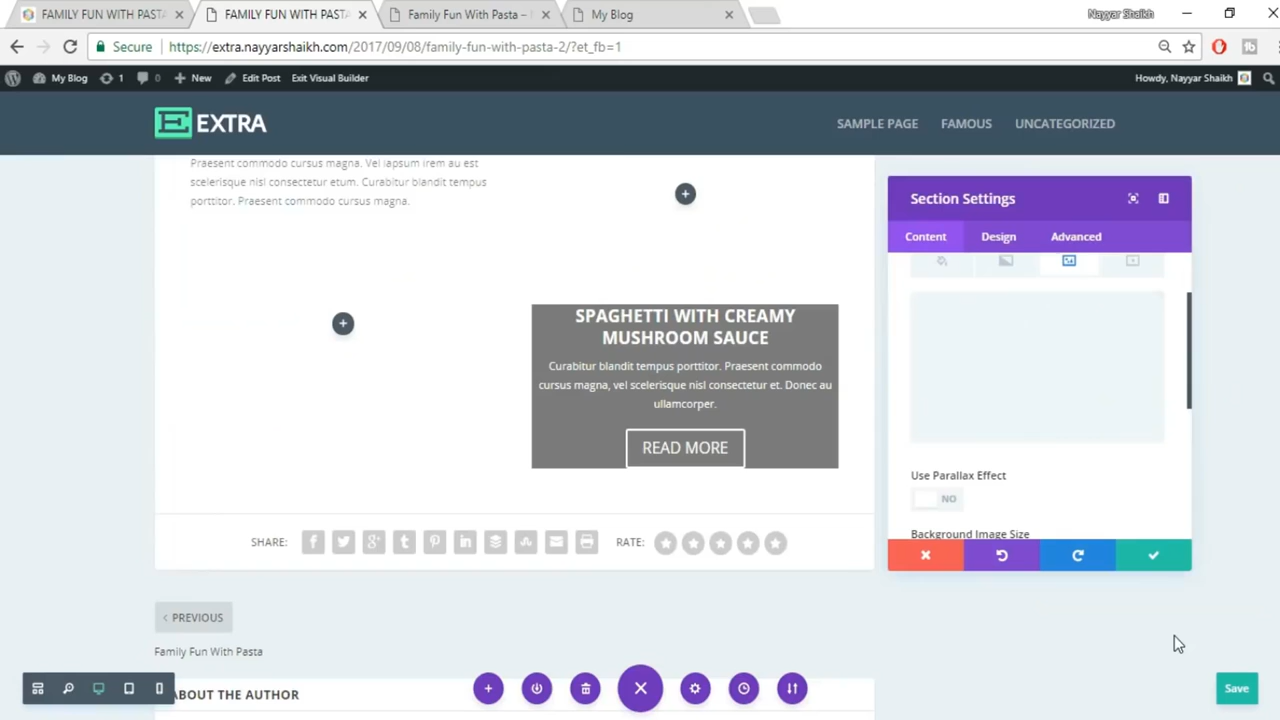 FAMILY FUN WITH PASTA
FAMILY FUN WITH PAST
Family Fun With Pasta –
My Blog
Nayyar Shaikh
Secure
https://extra.nayyarshaikh.com/2017/09/08/family-fun-with-pasta-2/?et_fb=1
My Blog
1
0
New
Edit Post
Exit Visual Builder
Howdy, Nayyar Shaikh
E EXTRA
SAMPLE PAGE
FAMOUS
UNCATEGORIZED
Praesent commodo cursus magna. Vel lapsum irem au est
scelerisque nisl consectetur etum. Curabitur blandit tempus
porttitor. Praesent commodo cursus magna.
Section Settings
Content
Design
Advanced
SPAGHETTI WITH CREAMY
MUSHROOM SAUCE
Curabitur blandit tempus porttitor. Praesent commodo
cursus magna, vel scelerisque nisl consectetur et. Donec au
ullamcorper.
READ MORE
Use Parallax Effect
NO
Background Image Size
SHARE:
RATE:
PREVIOUS
Family Fun With Pasta
ABOUT THE AUTHOR
Save